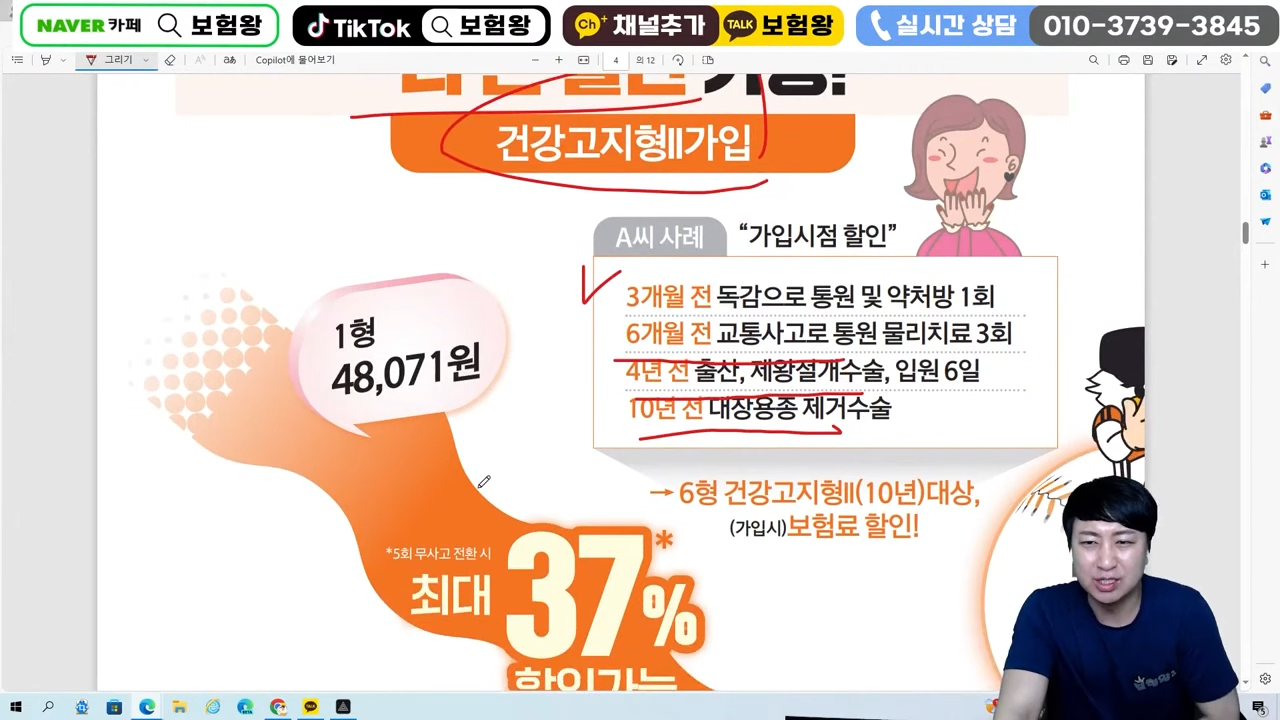 NAVER 카페 보험왕
TikTok 보험왕
Ch+ 채널추가 TALK 보험왕
실시간 상담 010-3739-3845
그리기
Copilot에 물어보기
4 의 12
건강고지형II가입
A씨 사례 “가입시점 할인”
3개월 전 독감으로 통원 및 약처방 1회
6개월 전 교통사고로 통원 물리치료 3회
4년 전 출산, 제왕절개수술, 입원 6일
10년 전 대장용종 제거수술
→ 6형 건강고지형II(10년)대상,
(가입시)보험료 할인!
1형
48,071원
*5회 무사고 전환 시
최대 37%*
할인가능